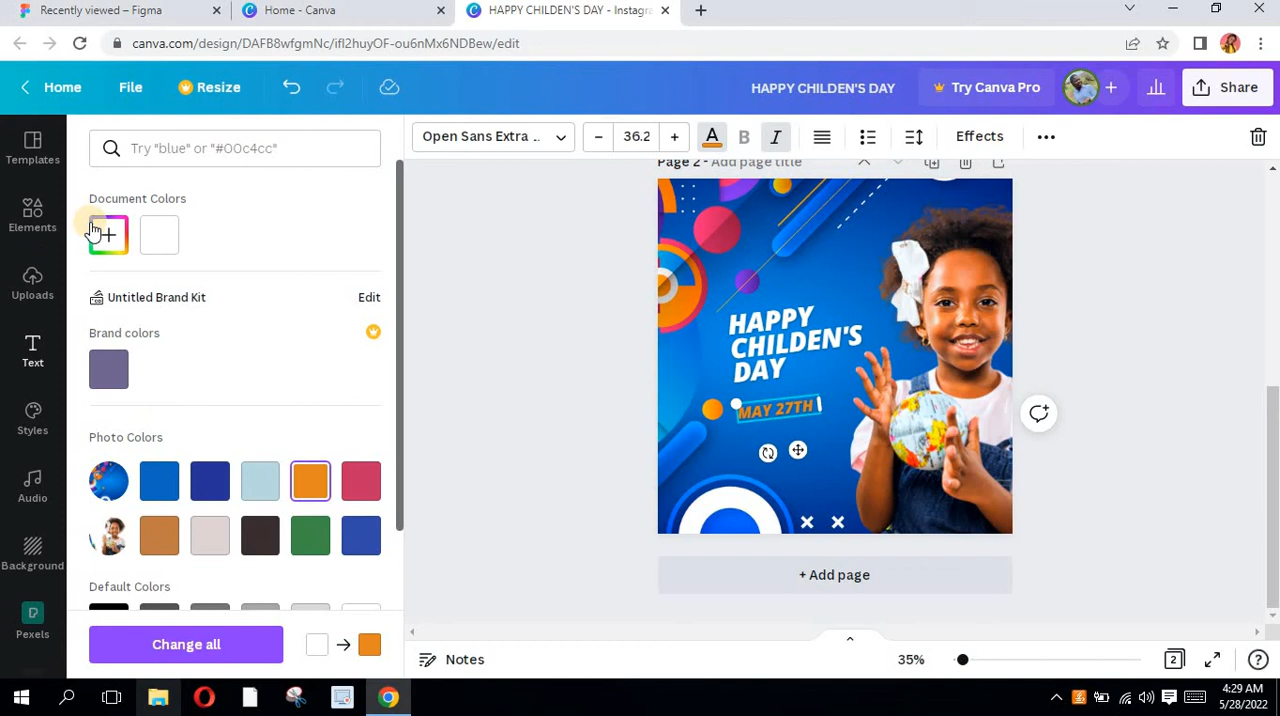 Recently viewed – Figma
Home - Canva
HAPPY CHILDEN'S DAY - Instagra
canva.com/design/DAFB8wfgmNc/ifI2huyOF-ou6nMx6NDBew/edit
Home
File
Resize
HAPPY CHILDEN'S DAY
Try Canva Pro
Share
Templates
Elements
Uploads
Text
Styles
Audio
Background
Pexels
Try "blue" or "#00c4cc"
Document Colors
Untitled Brand Kit
Edit
Brand colors
Photo Colors
Default Colors
Change all
Open Sans Extra ..
36.2
A
B
I
Effects
Page 2 - Add page title
HAPPY
CHILDEN'S
DAY
MAY 27TH
+ Add page
Notes
35%
2
4:29 AM
5/28/2022